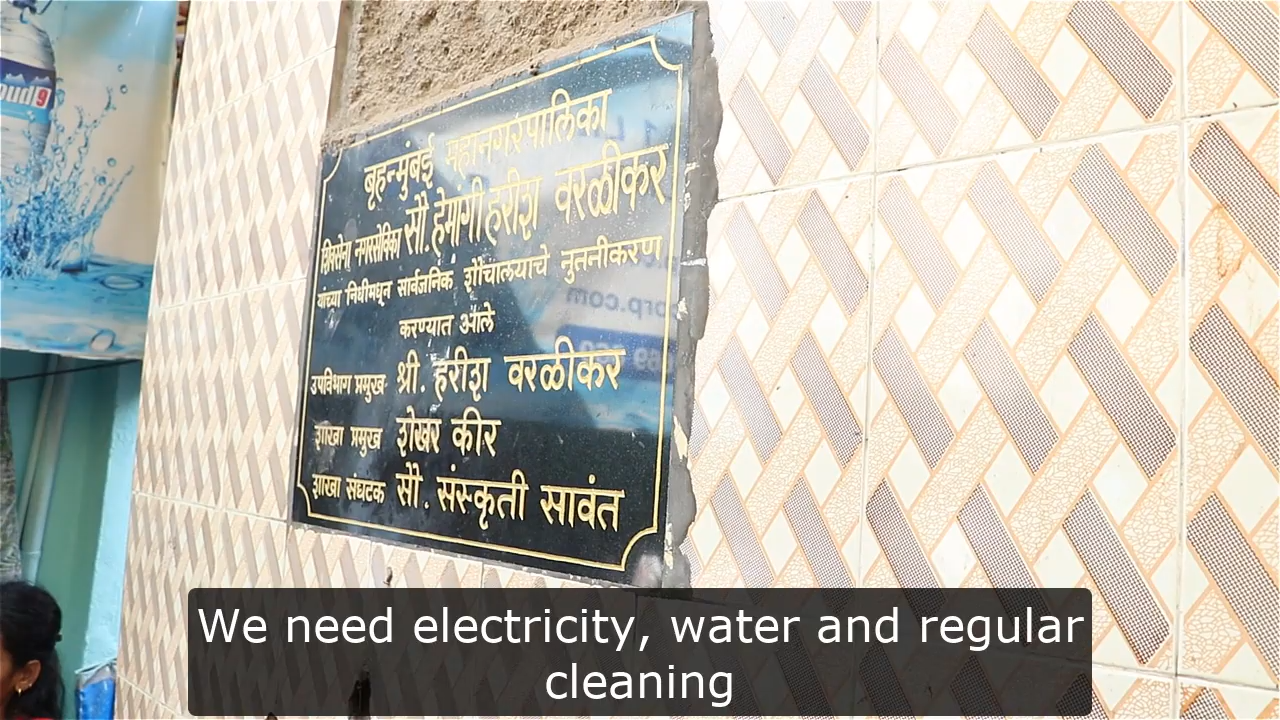 बृहन्मुंबई महानगरपालिका
शिवसेना नगरसेविका सौ. हेमांगी हरीश वरळीकर
यांच्या निधीमधून सार्वजनिक शौचालयाचे नुतनीकरण
करण्यात आले
उपविभाग प्रमुख श्री. हरीश वरळीकर
शाखा प्रमुख शेखर कीर
शाखा संघटक सौ. संस्कृती सावंत
We need electricity, water and regular
cleaning